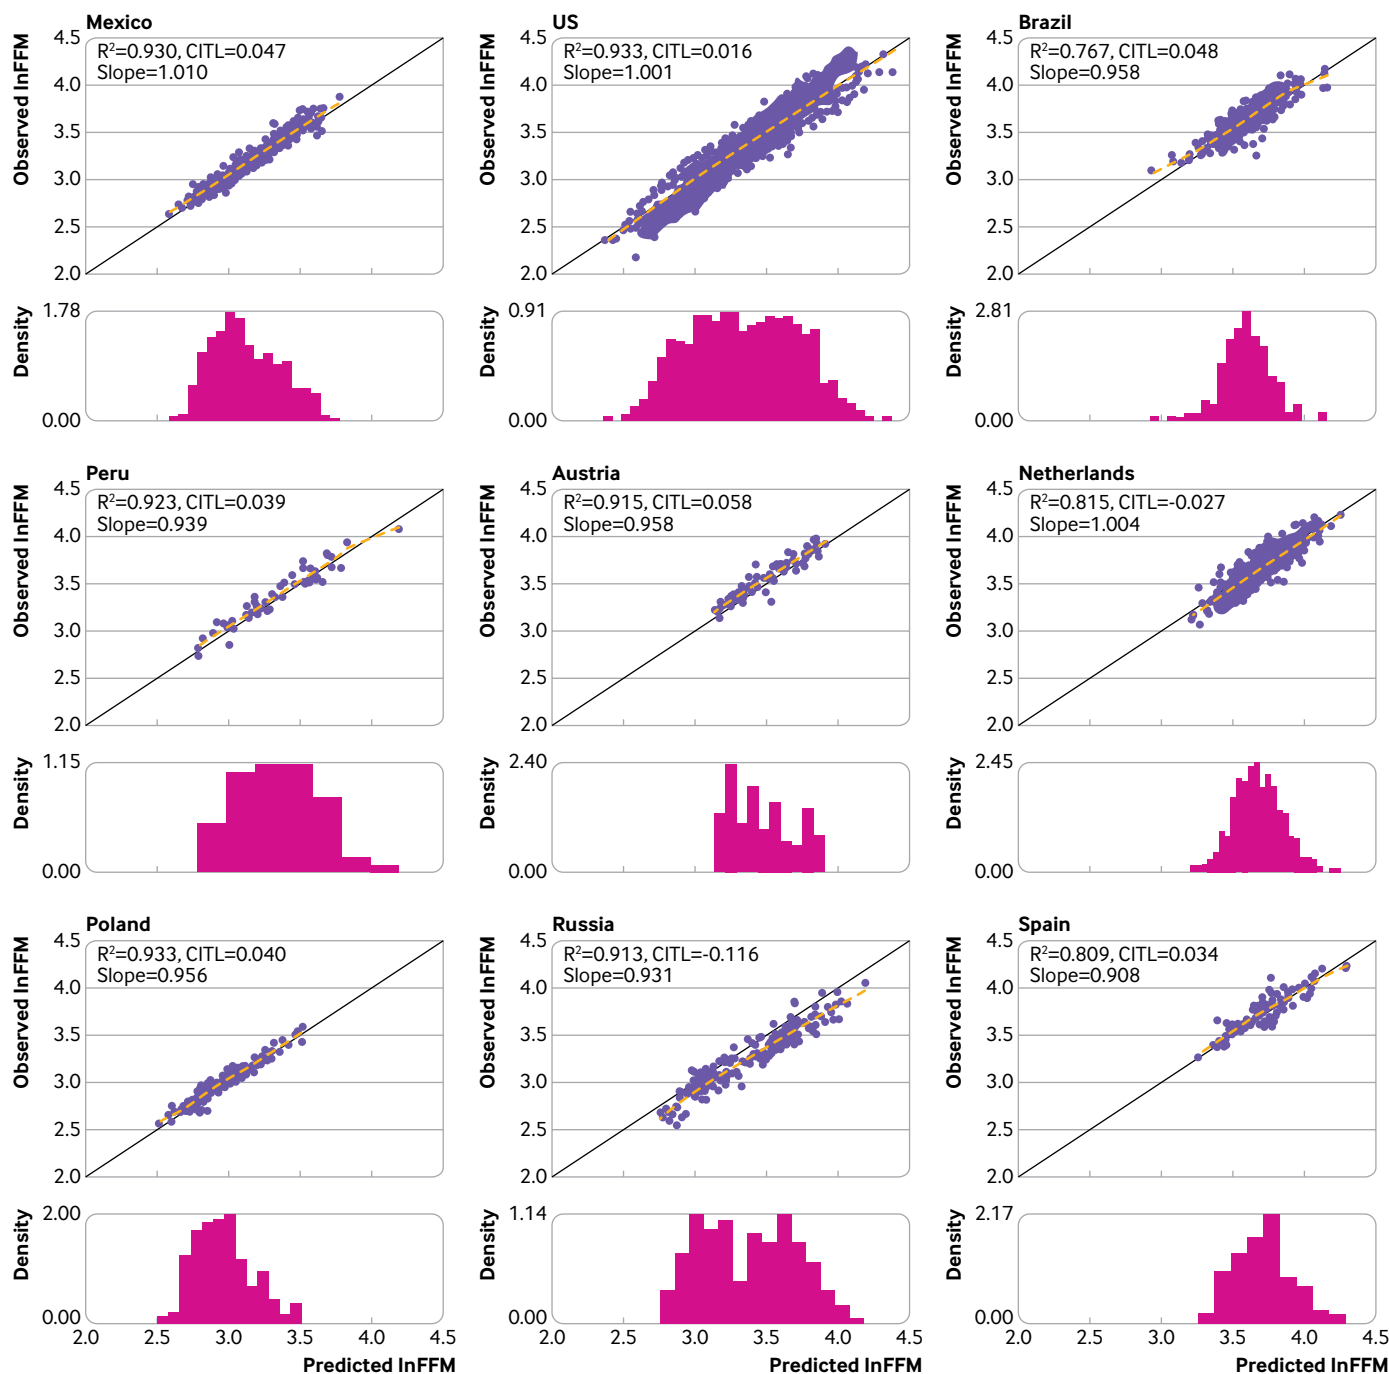 Mexico
Observed lnFFM
4.5
4.0
3.5
3.0
2.5
2.0
R²=0.930, CITL=0.047
Slope=1.010
Density
1.78
0.00
US
Observed lnFFM
4.5
4.0
3.5
3.0
2.5
2.0
R²=0.933, CITL=0.016
Slope=1.001
Density
0.91
0.00
Brazil
Observed lnFFM
4.5
4.0
3.5
3.0
2.5
2.0
R²=0.767, CITL=0.048
Slope=0.958
Density
2.81
0.00
Peru
Observed lnFFM
4.5
4.0
3.5
3.0
2.5
2.0
R²=0.923, CITL=0.039
Slope=0.939
Density
1.15
0.00
Austria
Observed lnFFM
4.5
4.0
3.5
3.0
2.5
2.0
R²=0.915, CITL=0.058
Slope=0.958
Density
2.40
0.00
Netherlands
Observed lnFFM
4.5
4.0
3.5
3.0
2.5
2.0
R²=0.815, CITL=-0.027
Slope=1.004
Density
2.45
0.00
Poland
Observed lnFFM
4.5
4.0
3.5
3.0
2.5
2.0
R²=0.933, CITL=0.040
Slope=0.956
Density
2.00
0.00
2.0 2.5 3.0 3.5 4.0 4.5
Predicted lnFFM
Russia
Observed lnFFM
4.5
4.0
3.5
3.0
2.5
2.0
R²=0.913, CITL=-0.116
Slope=0.931
Density
1.14
0.00
2.0 2.5 3.0 3.5 4.0 4.5
Predicted lnFFM
Spain
Observed lnFFM
4.5
4.0
3.5
3.0
2.5
2.0
R²=0.809, CITL=0.034
Slope=0.908
Density
2.17
0.00
2.0 2.5 3.0 3.5 4.0 4.5
Predicted lnFFM